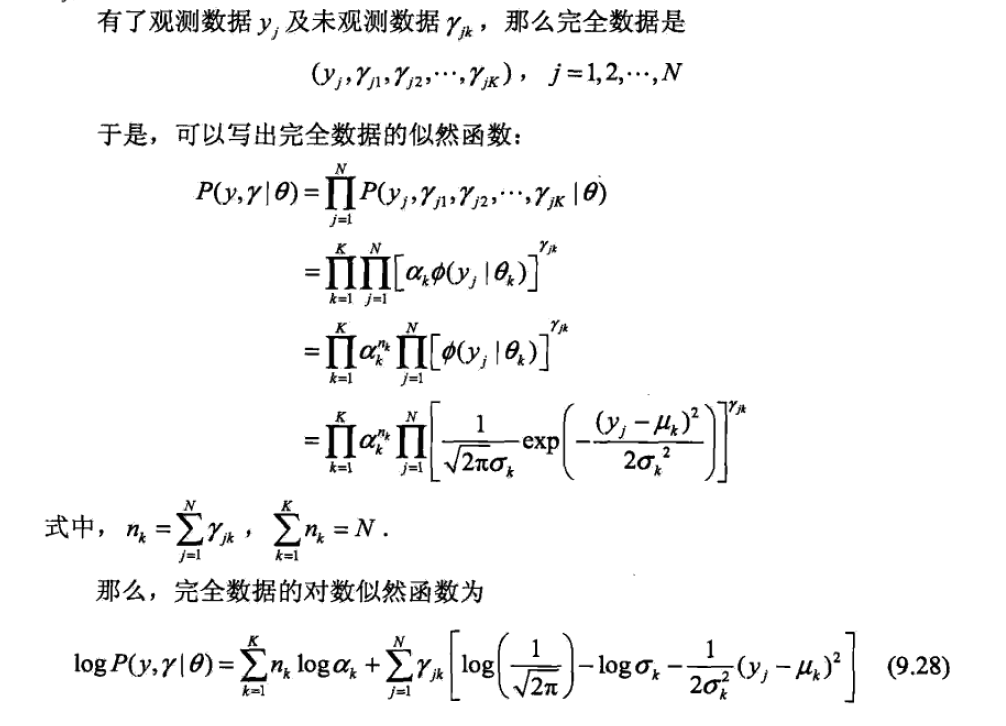 有了观测数据 $y_j$ 及未观测数据 $\gamma_{jk}$，那么完全数据是
$(y_j,\gamma_{j1},\gamma_{j2},\cdots,\gamma_{jK})$，$j=1,2,\cdots,N$
于是，可以写出完全数据的似然函数：
$P(y,\gamma|\theta)=\prod_{j=1}^{N}P(y_j,\gamma_{j1},\gamma_{j2},\cdots,\gamma_{jK}|\theta)$
$=\prod_{k=1}^{K}\prod_{j=1}^{N}\left[\alpha_k\phi(y_j|\theta_k)\right]^{\gamma_{jk}}$
$=\prod_{k=1}^{K}\alpha_k^{n_k}\prod_{j=1}^{N}\left[\phi(y_j|\theta_k)\right]^{\gamma_{jk}}$
$=\prod_{k=1}^{K}\alpha_k^{n_k}\prod_{j=1}^{N}\left[\frac{1}{\sqrt{2\pi}\sigma_k}\exp\left(-\frac{(y_j-\mu_k)^2}{2\sigma_k^2}\right)\right]^{\gamma_{jk}}$
式中，$n_k=\sum_{j=1}^{N}\gamma_{jk}$，$\sum_{k=1}^{K}n_k=N$．
那么，完全数据的对数似然函数为
$\log P(y,\gamma|\theta)=\sum_{k=1}^{K}n_k\log\alpha_k+\sum_{j=1}^{N}\gamma_{jk}\left[\log\left(\frac{1}{\sqrt{2\pi}}\right)-\log\sigma_k-\frac{1}{2\sigma_k^2}(y_j-\mu_k)^2\right]$ (9.28)